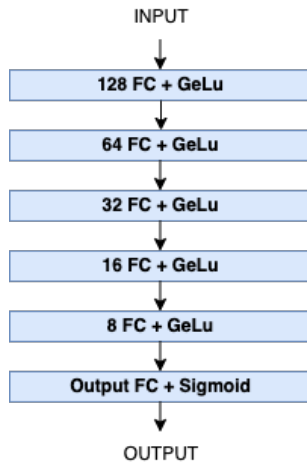 INPUT
128 FC + GeLu
64 FC + GeLu
32 FC + GeLu
16 FC + GeLu
8 FC + GeLu
Output FC + Sigmoid
OUTPUT